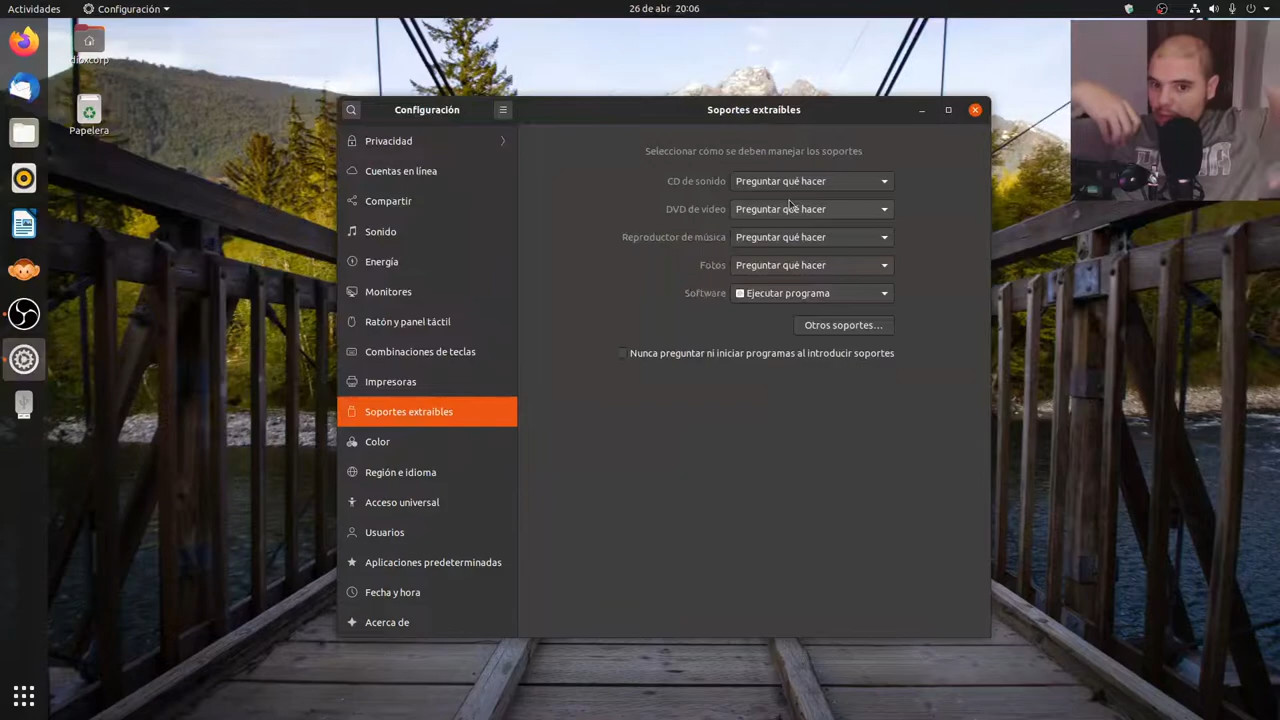 Actividades
Configuración
26 de abr 20:06
dioxcorp
Papelera
Configuración
Soportes extraíbles
Privacidad
Cuentas en línea
Compartir
Sonido
Energía
Monitores
Ratón y panel táctil
Combinaciones de teclas
Impresoras
Soportes extraíbles
Color
Región e idioma
Acceso universal
Usuarios
Aplicaciones predeterminadas
Fecha y hora
Acerca de
Seleccionar cómo se deben manejar los soportes
CD de sonido Preguntar qué hacer
DVD de vídeo Preguntar qué hacer
Reproductor de música Preguntar qué hacer
Fotos Preguntar qué hacer
Software Ejecutar programa
Otros soportes…
Nunca preguntar ni iniciar programas al introducir soportes